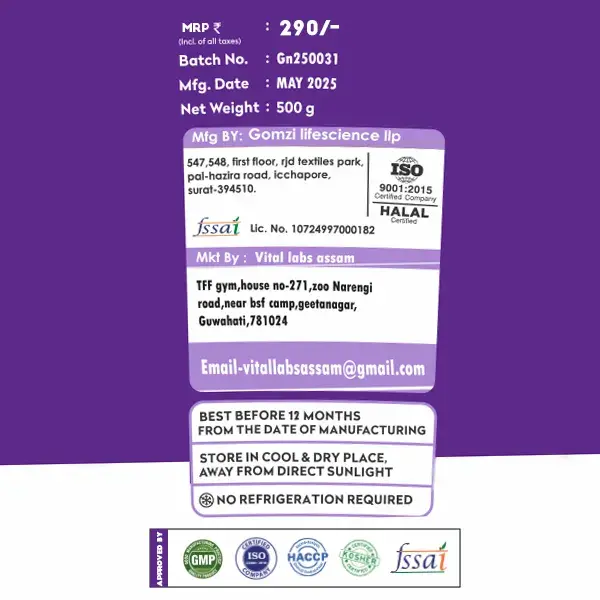 MRP ₹ : 290/-
(Incl. of all taxes)
Batch No. : Gn250031
Mfg. Date : MAY 2025
Net Weight : 500 g
Mfg BY: Gomzi lifescience llp
547,548, first floor, rjd textiles park,
pal-hazira road, icchapore,
surat-394510.
ISO
9001:2015
Certified Company
HALAL
Certified
fssai Lic. No. 10724997000182
Mkt By : Vital labs assam
TFF gym,house no-271,zoo Narengi
road,near bsf camp,geetanagar,
Guwahati,781024
Email-vitallabsassam@gmail.com
BEST BEFORE 12 MONTHS
FROM THE DATE OF MANUFACTURING
STORE IN COOL & DRY PLACE,
AWAY FROM DIRECT SUNLIGHT
NO REFRIGERATION REQUIRED
APPROVED BY
GMP
CERTIFIED
ISO
COMPANY
HACCP
KOSHER
fssai